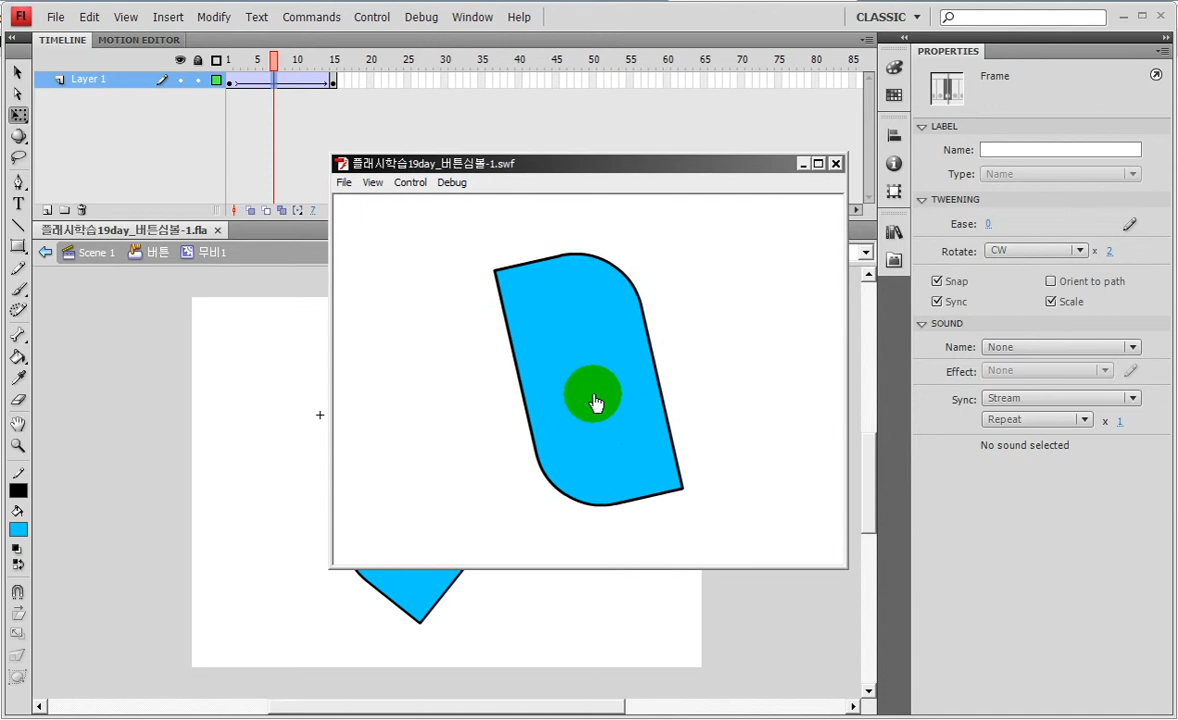 Fl File Edit View Insert Modify Text Commands Control Debug Window Help CLASSIC
TIMELINE MOTION EDITOR
1 5 10 15 20 25 30 35 40 45 50 55 60 65 70 75 80 85
Layer 1
7
플래시학습19day_버튼심볼-1.fla
Scene 1 버튼 무비1
플래시학습19day_버튼심볼-1.swf
File View Control Debug
PROPERTIES
Frame
LABEL
Name:
Type: Name
TWEENING
Ease: 0
Rotate: CW x 2
Snap Orient to path
Sync Scale
SOUND
Name: None
Effect: None
Sync: Stream
Repeat x 1
No sound selected